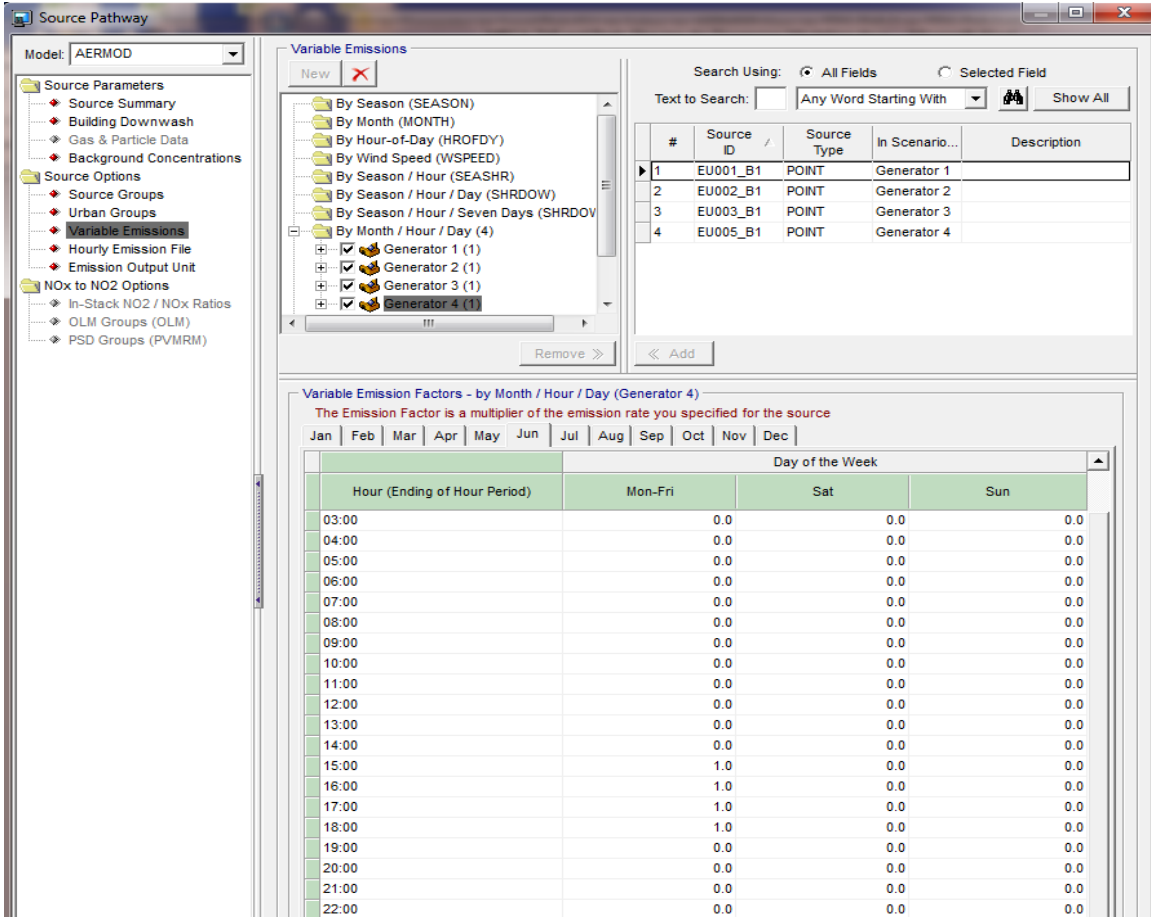 Source Pathway
Model: AERMOD
Source Parameters
Source Summary
Building Downwash
Gas & Particle Data
Background Concentrations
Source Options
Source Groups
Urban Groups
Variable Emissions
Hourly Emission File
Emission Output Unit
NOx to NO2 Options
In-Stack NO2 / NOx Ratios
OLM Groups (OLM)
PSD Groups (PVMRM)
Variable Emissions
New
By Season (SEASON)
By Month (MONTH)
By Hour-of-Day (HROFDY)
By Wind Speed (WSPEED)
By Season / Hour (SEASHR)
By Season / Hour / Day (SHRDOW)
By Season / Hour / Seven Days (SHRDOV
By Month / Hour / Day (4)
Generator 1 (1)
Generator 2 (1)
Generator 3 (1)
Generator 4 (1)
Remove >>
Search Using: All Fields Selected Field
Text to Search: Any Word Starting With Show All
# Source ID Source Type In Scenario... Description
1 EU001_B1 POINT Generator 1
2 EU002_B1 POINT Generator 2
3 EU003_B1 POINT Generator 3
4 EU005_B1 POINT Generator 4
<< Add
Variable Emission Factors - by Month / Hour / Day (Generator 4)
The Emission Factor is a multiplier of the emission rate you specified for the source
Jan Feb Mar Apr May Jun Jul Aug Sep Oct Nov Dec
Day of the Week
Hour (Ending of Hour Period) Mon-Fri Sat Sun
03:00 0.0 0.0 0.0
04:00 0.0 0.0 0.0
05:00 0.0 0.0 0.0
06:00 0.0 0.0 0.0
07:00 0.0 0.0 0.0
08:00 0.0 0.0 0.0
09:00 0.0 0.0 0.0
10:00 0.0 0.0 0.0
11:00 0.0 0.0 0.0
12:00 0.0 0.0 0.0
13:00 0.0 0.0 0.0
14:00 0.0 0.0 0.0
15:00 1.0 0.0 0.0
16:00 1.0 0.0 0.0
17:00 1.0 0.0 0.0
18:00 1.0 0.0 0.0
19:00 0.0 0.0 0.0
20:00 0.0 0.0 0.0
21:00 0.0 0.0 0.0
22:00 0.0 0.0 0.0